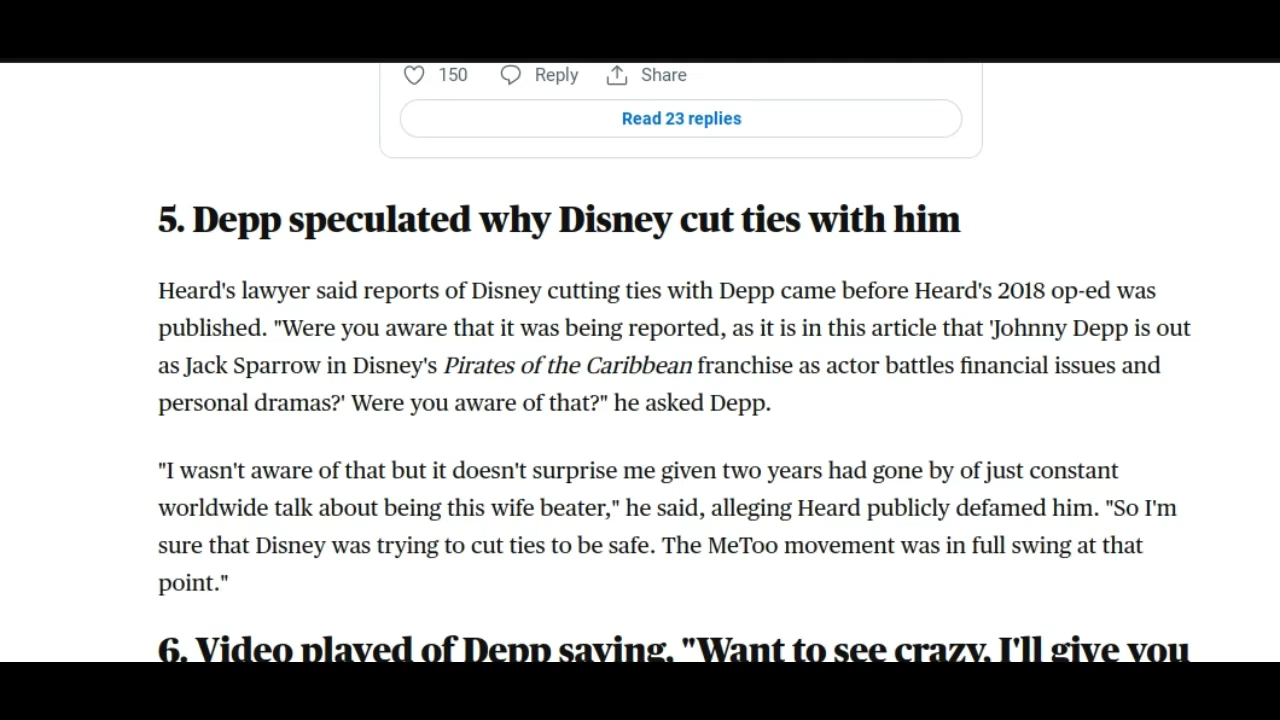 150 Reply Share
Read 23 replies
5. Depp speculated why Disney cut ties with him
Heard's lawyer said reports of Disney cutting ties with Depp came before Heard's 2018 op-ed was
published. "Were you aware that it was being reported, as it is in this article that 'Johnny Depp is out
as Jack Sparrow in Disney's Pirates of the Caribbean franchise as actor battles financial issues and
personal dramas?' Were you aware of that?" he asked Depp.
"I wasn't aware of that but it doesn't surprise me given two years had gone by of just constant
worldwide talk about being this wife beater," he said, alleging Heard publicly defamed him. "So I'm
sure that Disney was trying to cut ties to be safe. The MeToo movement was in full swing at that
point."
6. Video played of Depp saying, "Want to see crazy, I'll give you